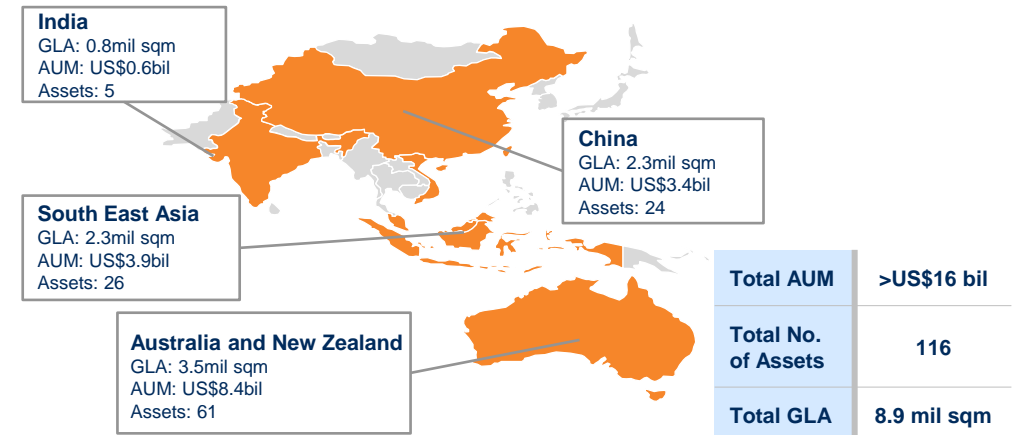 India
GLA: 0.8mil sqm
AUM: US$0.6bil
Assets: 5
China
GLA: 2.3mil sqm
AUM: US$3.4bil
Assets: 24
South East Asia
GLA: 2.3mil sqm
AUM: US$3.9bil
Assets: 26
Australia and New Zealand
GLA: 3.5mil sqm
AUM: US$8.4bil
Assets: 61
Total AUM >US$16 bil
Total No.
of Assets 116
Total GLA 8.9 mil sqm